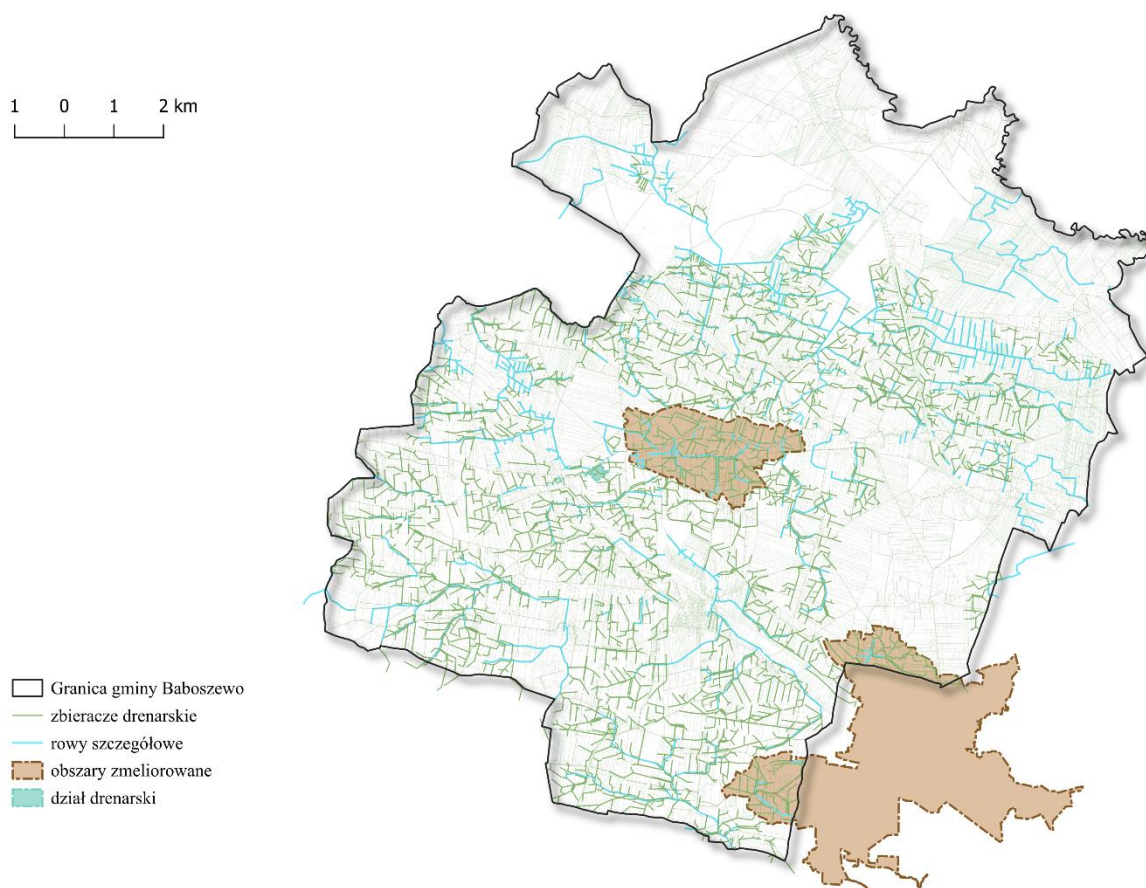 1 0 1 2 km
Granica gminy Baboszewo
zbieracze drenarskie
rowy szczegółowe
obszary zmeliorowane
dział drenarski